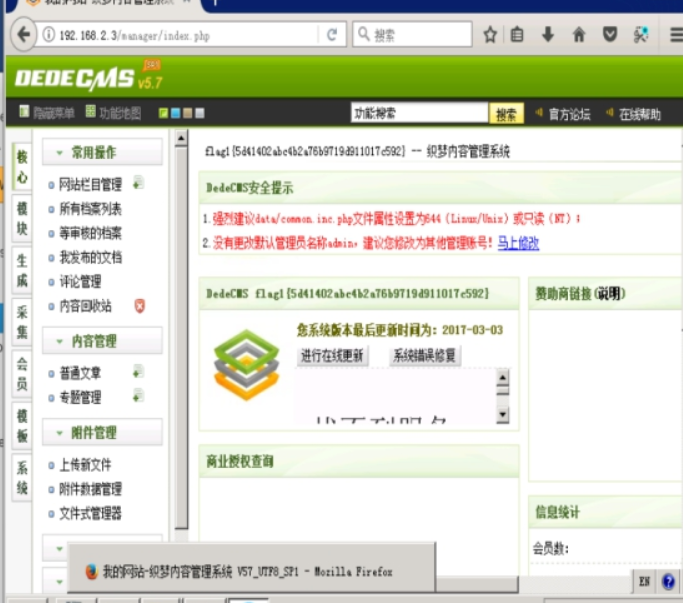 192.168.2.3/manager/index.php
搜索
DEDECMS v5.7
隐藏菜单 功能地图 功能搜索 搜索 官方论坛 在线帮助
核心
模块
生成
采集
会员
模板
系统
常用操作
网站栏目管理
所有档案列表
等审核的档案
我发布的文档
评论管理
内容回收站
内容管理
普通文章
专题管理
附件管理
上传新文件
附件数据管理
文件式管理器
flag1{5d41402abc4b2a76b9719d911017c592} -- 织梦内容管理系统
DedeCMS安全提示
1.强烈建议data/common.inc.php文件属性设置为644（Linux/Unix）或只读（NT）；
2.没有更改默认管理员名称admin，建议您修改为其他管理账号！马上修改
DedeCMS flag1{5d41402abc4b2a76b9719d911017c592}
您系统版本最后更新时间为：2017-03-03
进行在线更新 系统错误修复
商业授权查询
赞助商链接(说明)
信息统计
会员数:
我的网站-织梦内容管理系统 V57_UTF8_SP1 - Mozilla Firefox
EN